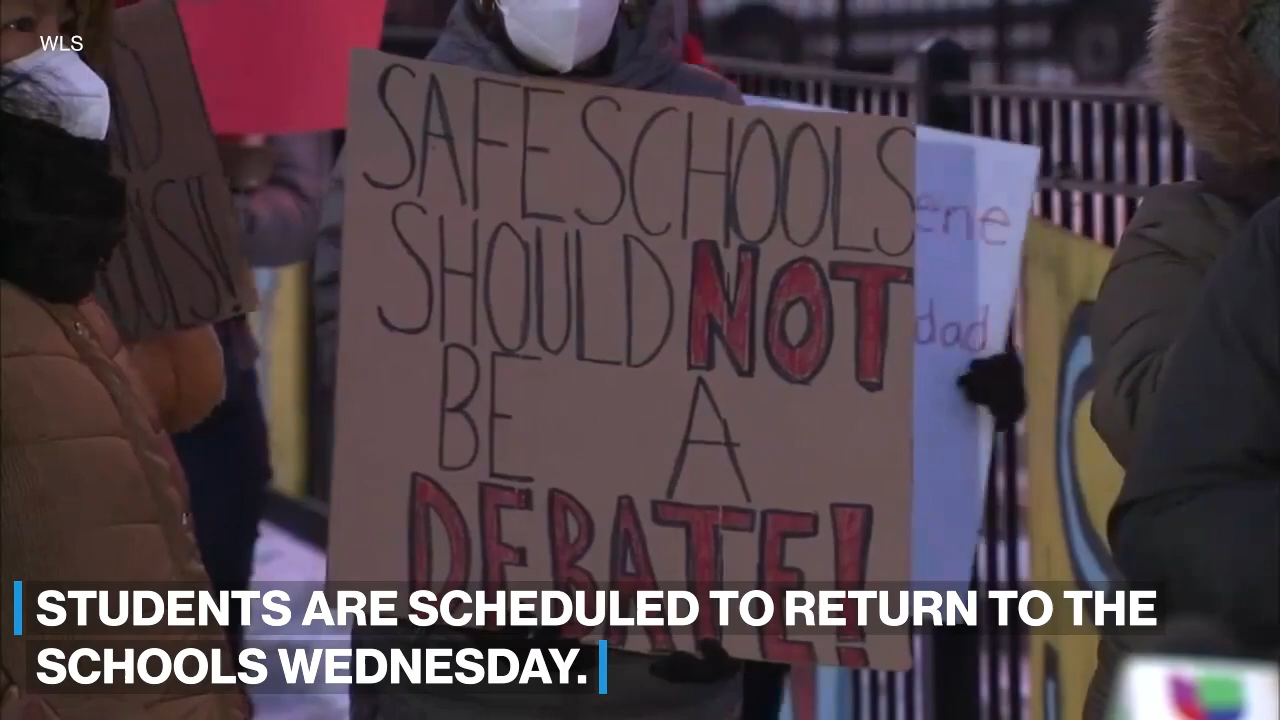 WLS
SAFE SCHOOLS
SHOULD NOT
BE A
DEBATE!
STUDENTS ARE SCHEDULED TO RETURN TO THE
SCHOOLS WEDNESDAY.